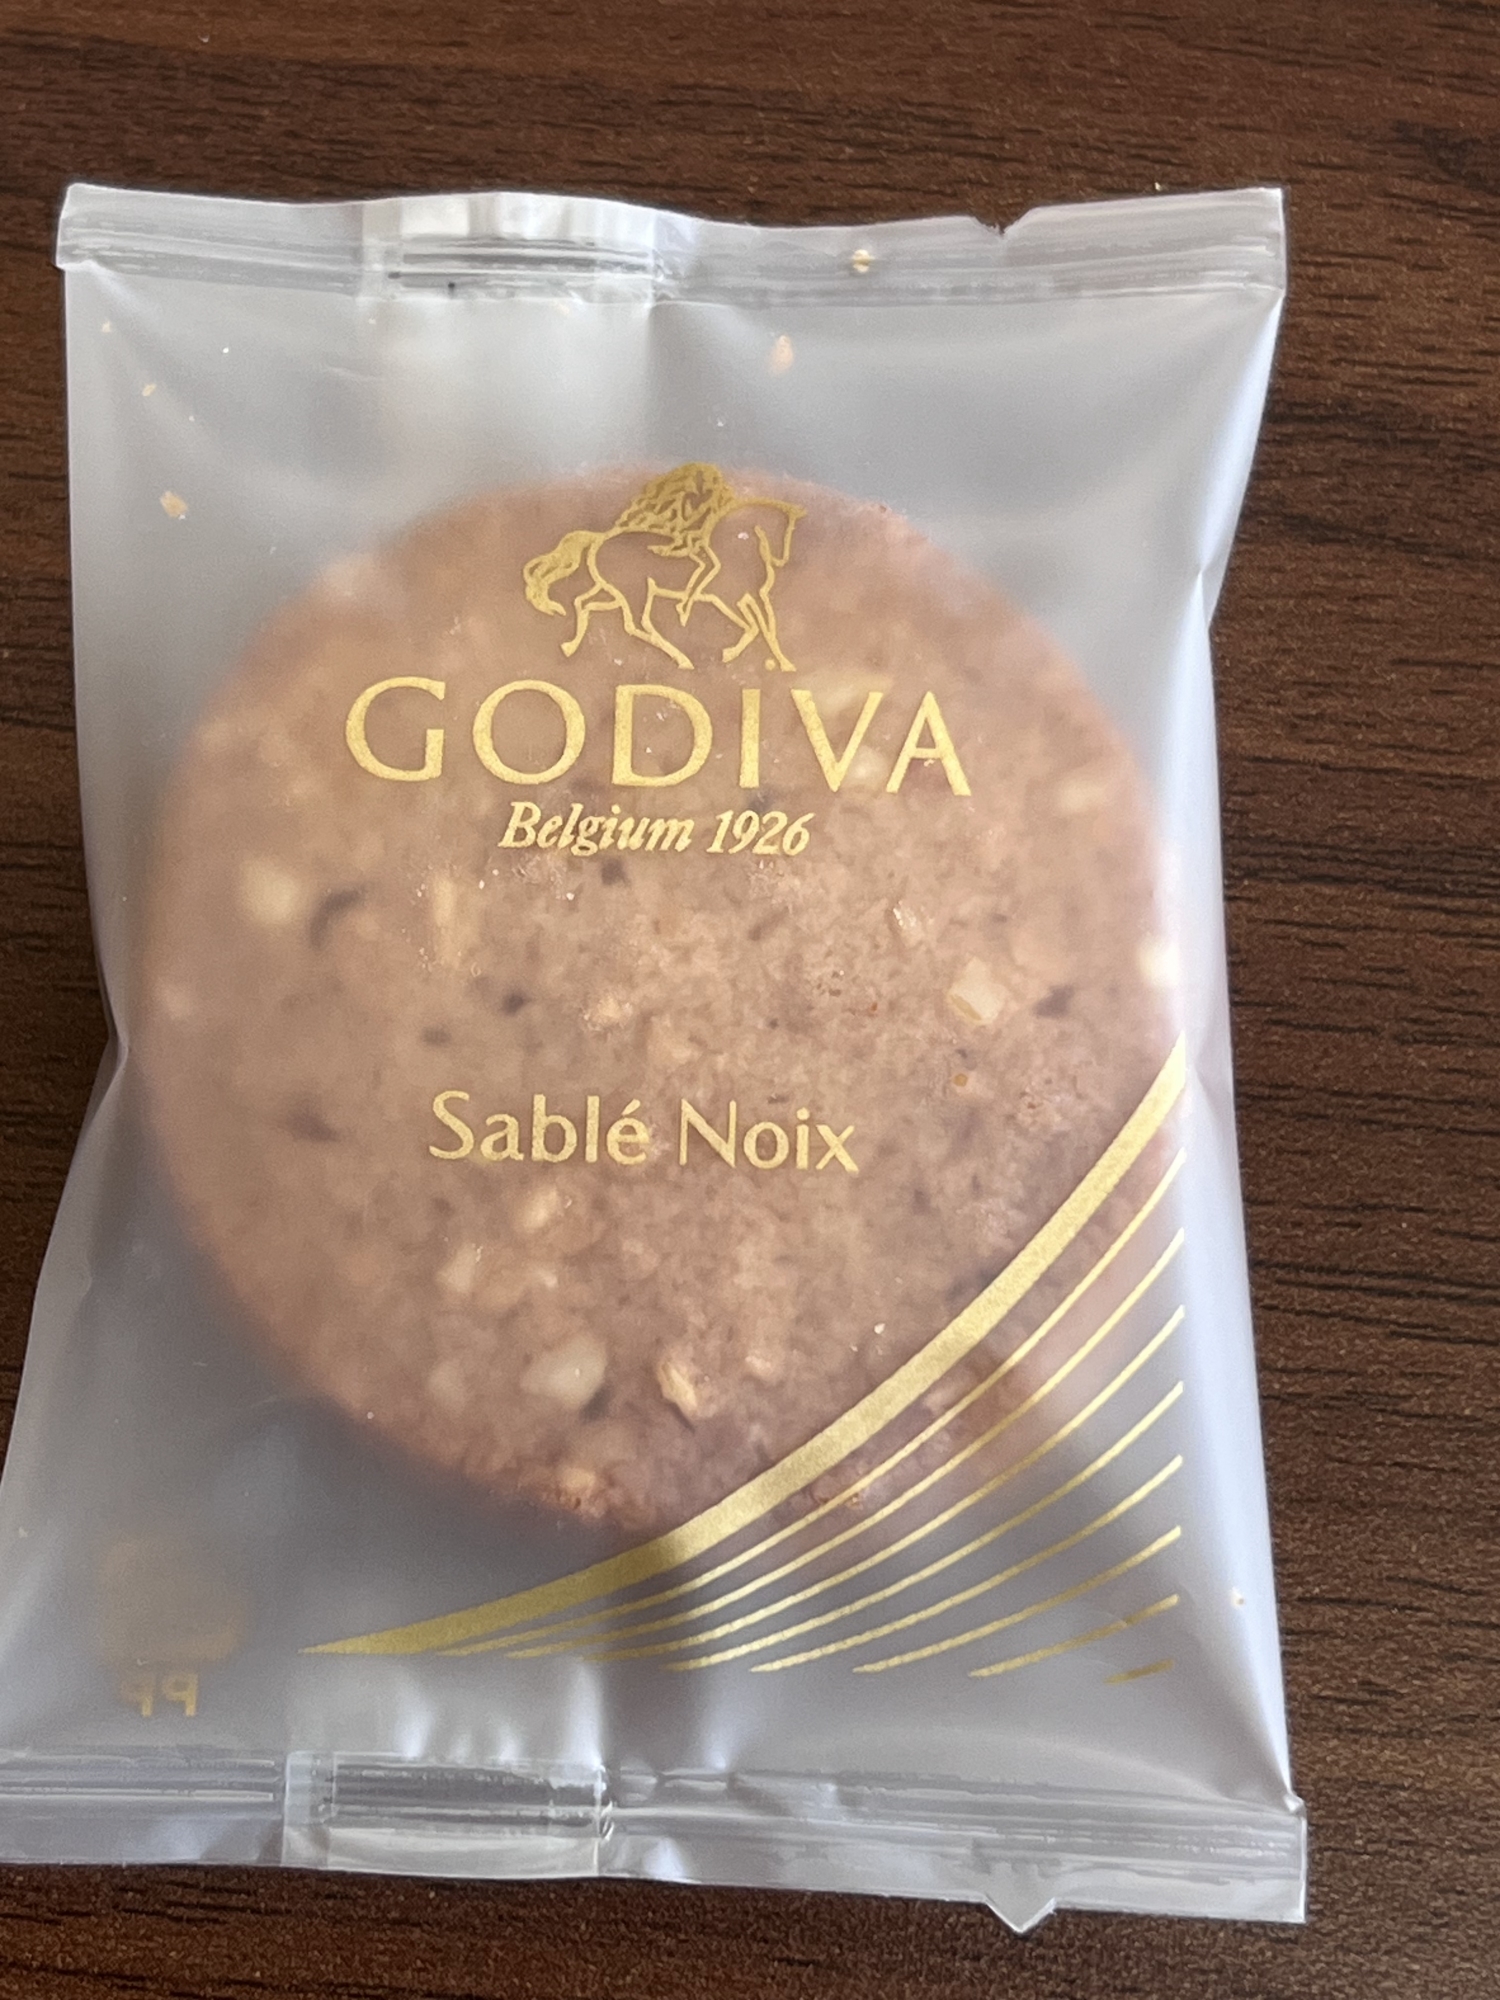 GODIVA
Belgium 1926
Sablé Noix